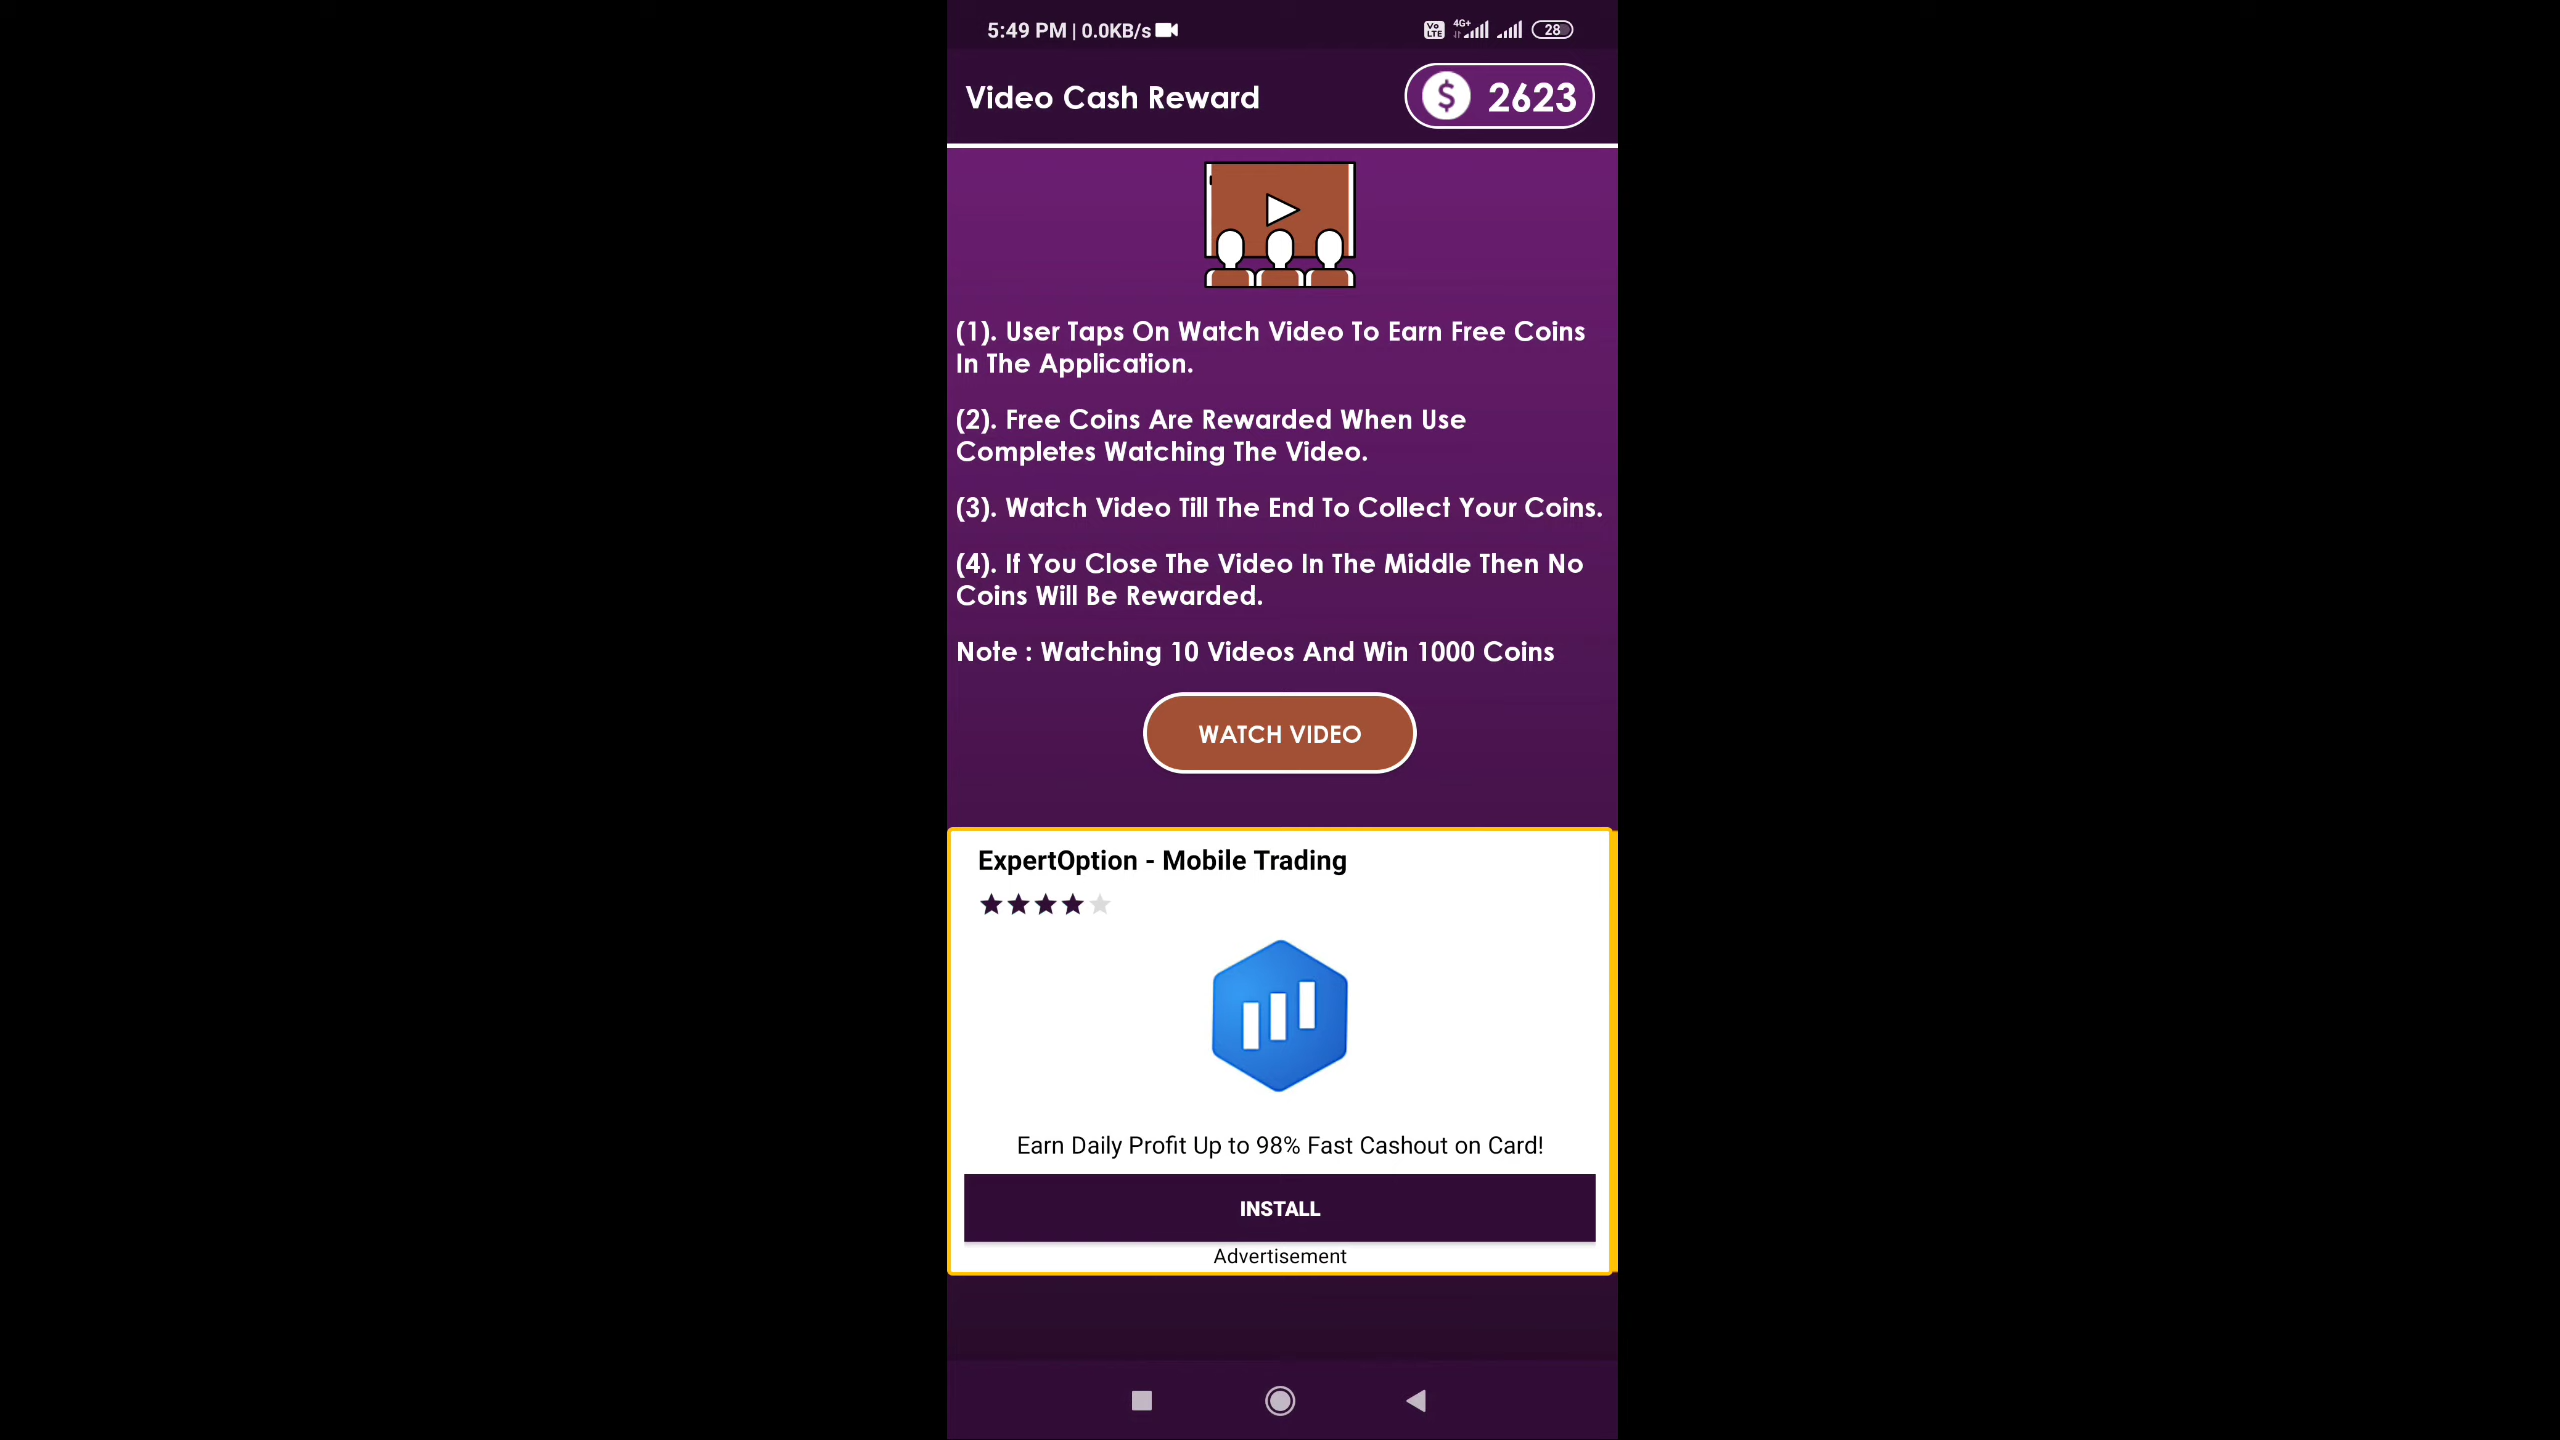 5:49 PM | 0.0KB/s
Vo LTE 4G+ 28
Video Cash Reward
$ 2623
(1). User Taps On Watch Video To Earn Free Coins
In The Application.
(2). Free Coins Are Rewarded When Use
Completes Watching The Video.
(3). Watch Video Till The End To Collect Your Coins.
(4). If You Close The Video In The Middle Then No
Coins Will Be Rewarded.
Note : Watching 10 Videos And Win 1000 Coins
WATCH VIDEO
ExpertOption - Mobile Trading
Earn Daily Profit Up to 98% Fast Cashout on Card!
INSTALL
Advertisement